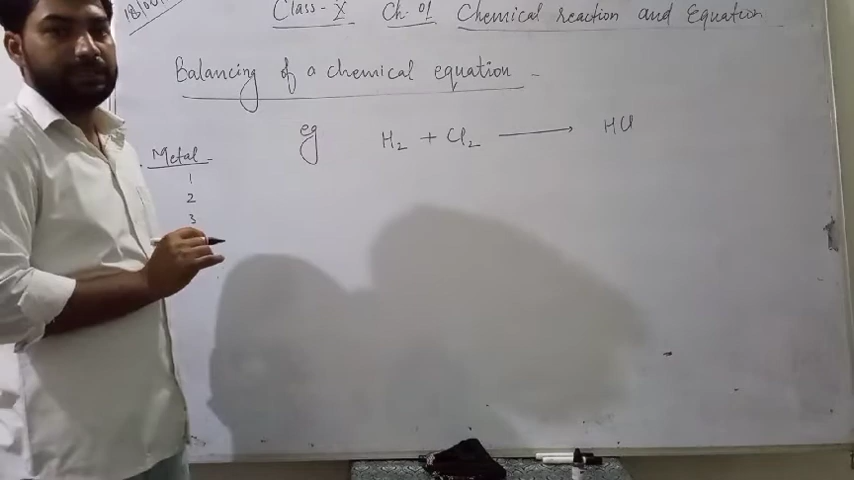 Class - X Ch. 01 Chemical reaction and Equation
Balancing of a chemical equation -
eg H₂ + Cl₂ ⟶ HCl
Metal -
1
2
3